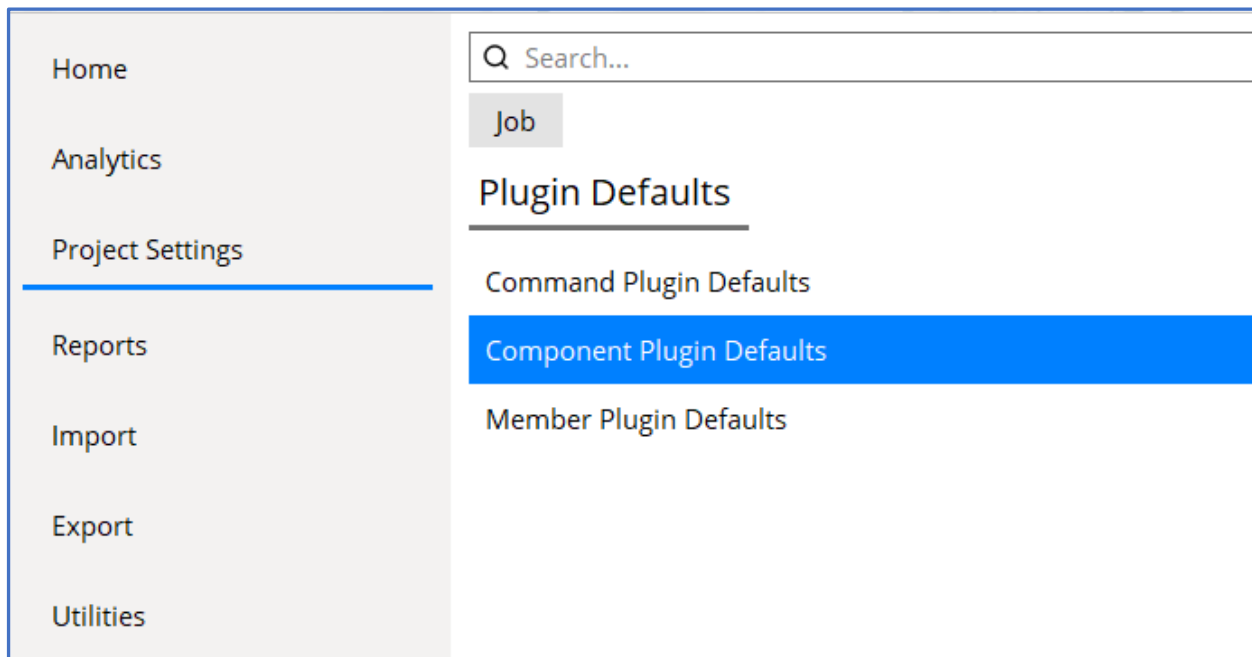 Home
Analytics
Project Settings
Reports
Import
Export
Utilities
Search...
Job
Plugin Defaults
Command Plugin Defaults
Component Plugin Defaults
Member Plugin Defaults